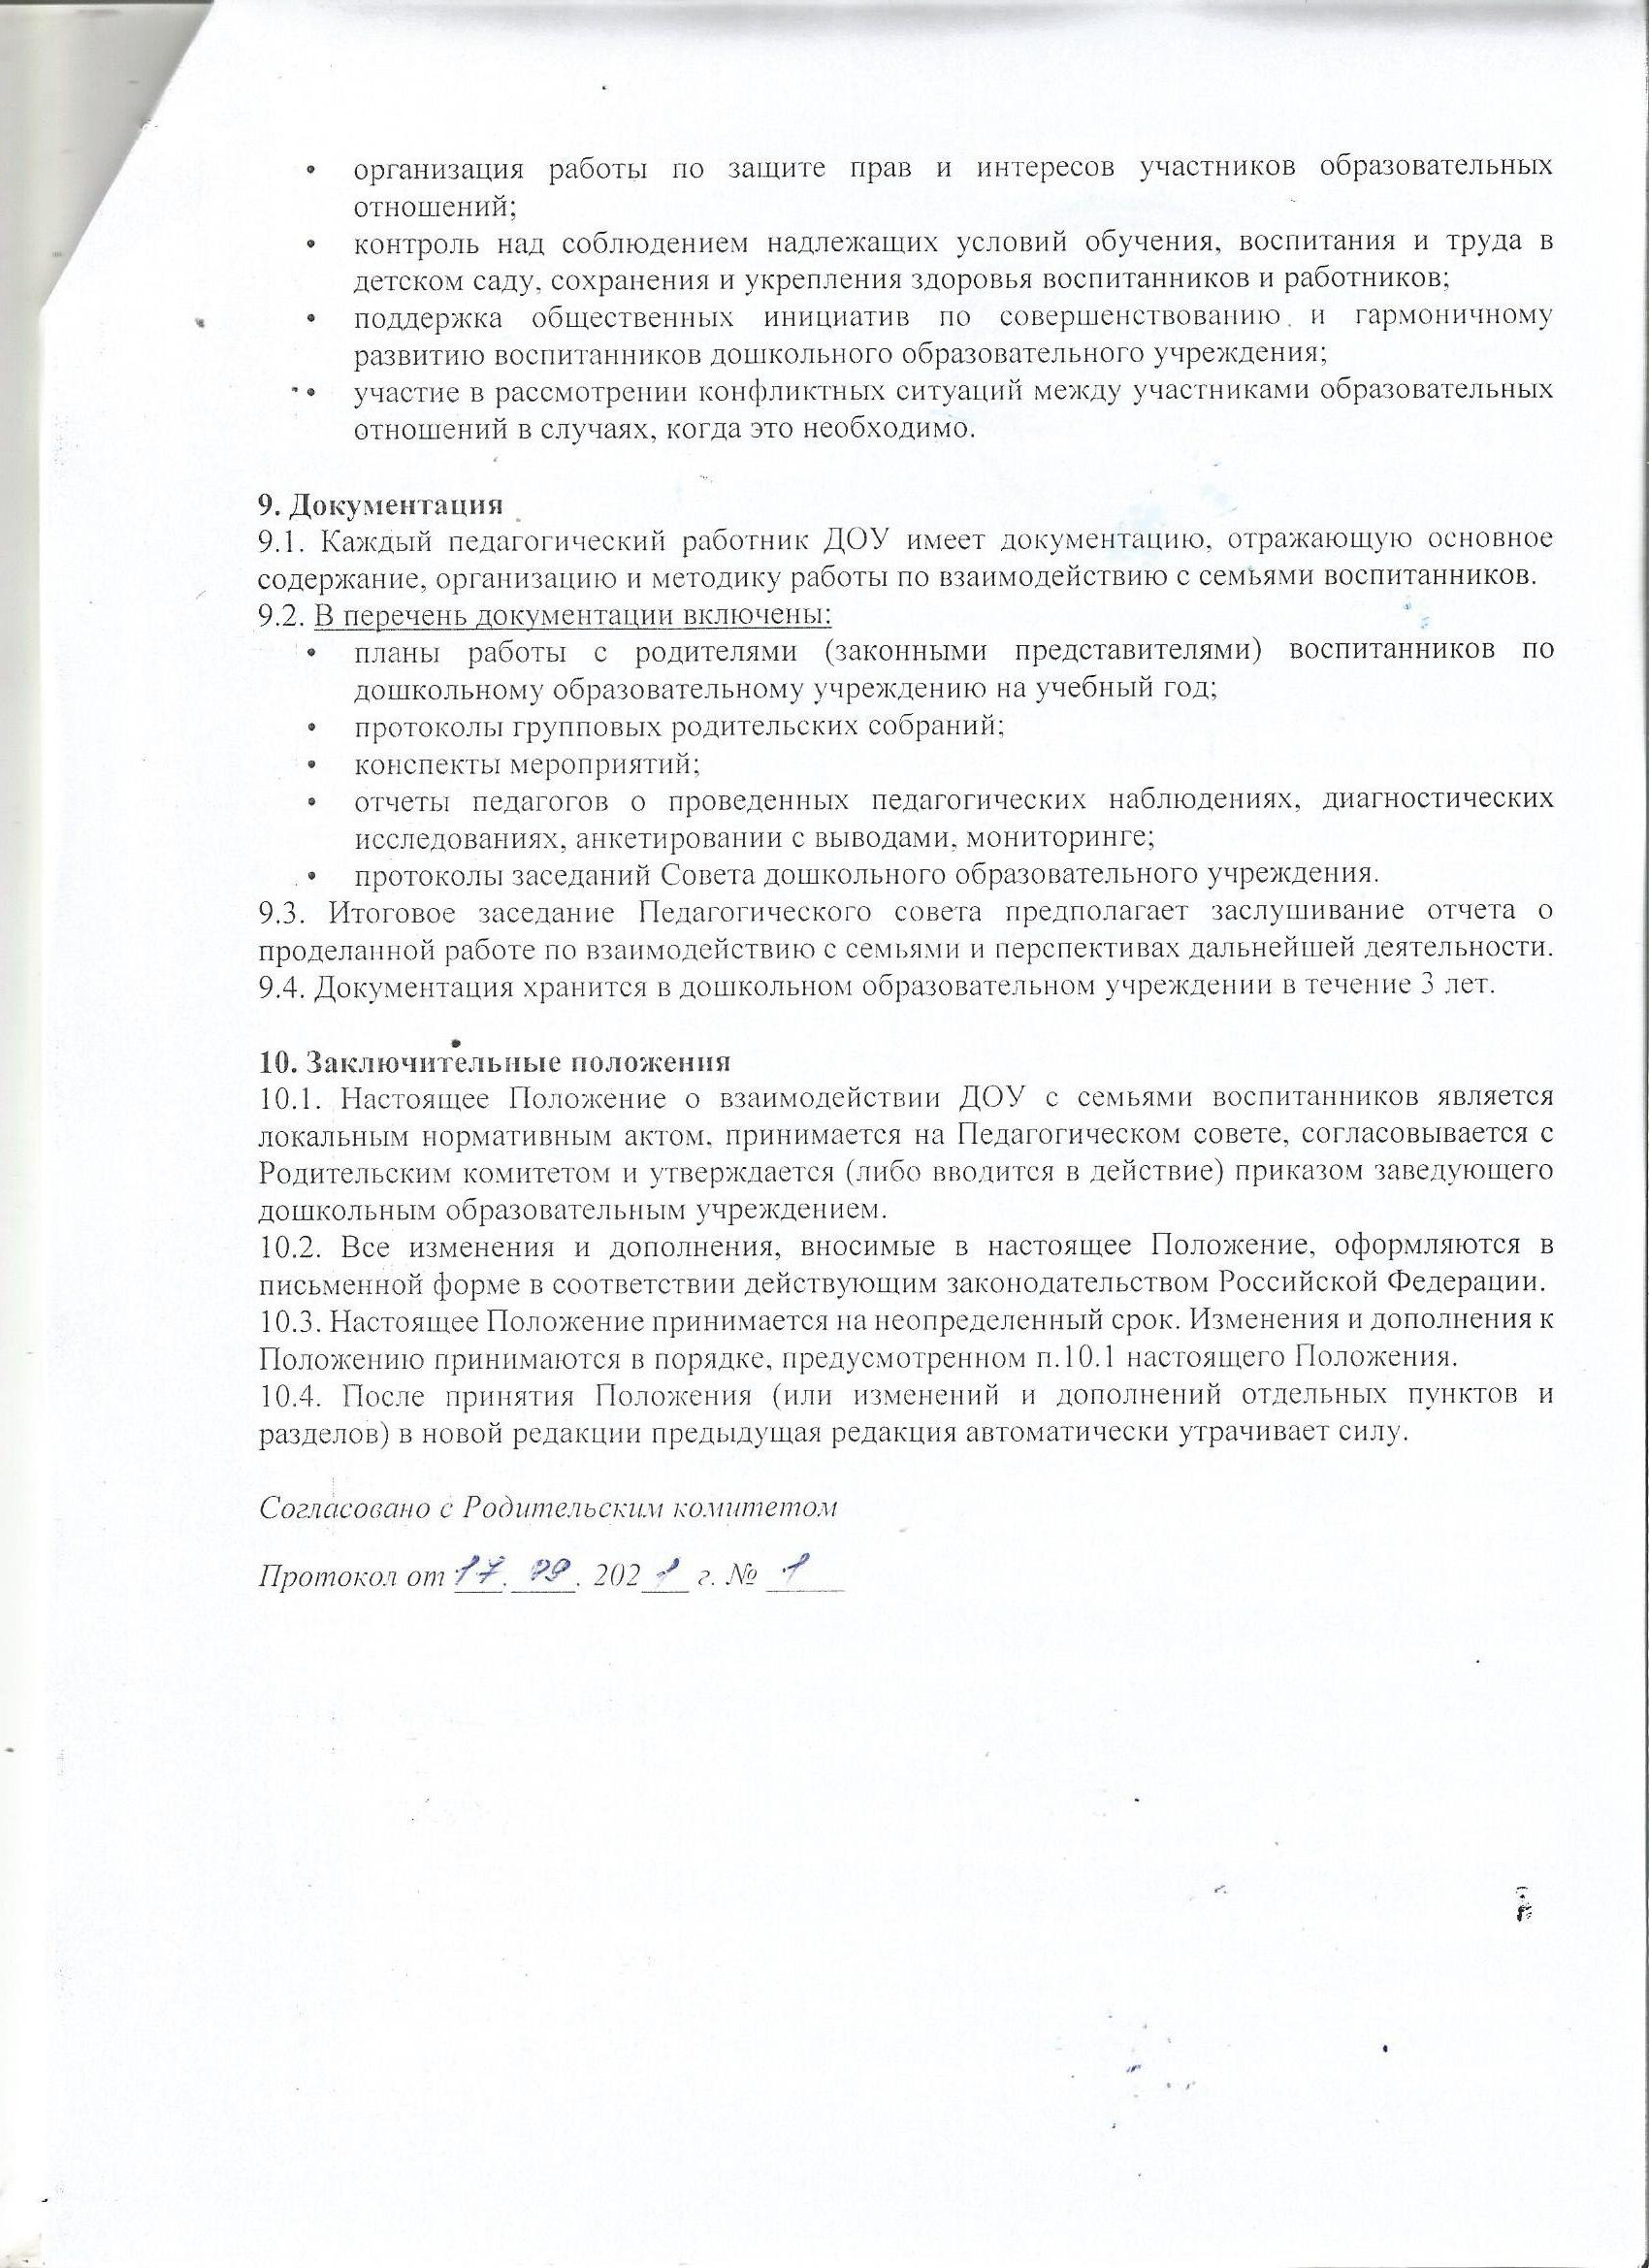 • организация работы по защите прав и интересов участников образовательных
отношений;
• контроль над соблюдением надлежащих условий обучения, воспитания и труда в
детском саду, сохранения и укрепления здоровья воспитанников и работников;
• поддержка общественных инициатив по совершенствованию и гармоничному
развитию воспитанников дошкольного образовательного учреждения;
• участие в рассмотрении конфликтных ситуаций между участниками образовательных
отношений в случаях, когда это необходимо.
9. Документация
9.1. Каждый педагогический работник ДОУ имеет документацию, отражающую основное
содержание, организацию и методику работы по взаимодействию с семьями воспитанников.
9.2. В перечень документации включены:
• планы работы с родителями (законными представителями) воспитанников по
дошкольному образовательному учреждению на учебный год;
• протоколы групповых родительских собраний;
• конспекты мероприятий;
• отчеты педагогов о проведенных педагогических наблюдениях, диагностических
исследованиях, анкетировании с выводами, мониторинге;
• протоколы заседаний Совета дошкольного образовательного учреждения.
9.3. Итоговое заседание Педагогического совета предполагает заслушивание отчета о
проделанной работе по взаимодействию с семьями и перспективах дальнейшей деятельности.
9.4. Документация хранится в дошкольном образовательном учреждении в течение 3 лет.
10. Заключительные положения
10.1. Настоящее Положение о взаимодействии ДОУ с семьями воспитанников является
локальным нормативным актом, принимается на Педагогическом совете, согласовывается с
Родительским комитетом и утверждается (либо вводится в действие) приказом заведующего
дошкольным образовательным учреждением.
10.2. Все изменения и дополнения, вносимые в настоящее Положение, оформляются в
письменной форме в соответствии действующим законодательством Российской Федерации.
10.3. Настоящее Положение принимается на неопределенный срок. Изменения и дополнения к
Положению принимаются в порядке, предусмотренном п.10.1 настоящего Положения.
10.4. После принятия Положения (или изменений и дополнений отдельных пунктов и
разделов) в новой редакции предыдущая редакция автоматически утрачивает силу.
Согласовано с Родительским комитетом
Протокол от 17. 09. 2021 г. № 1